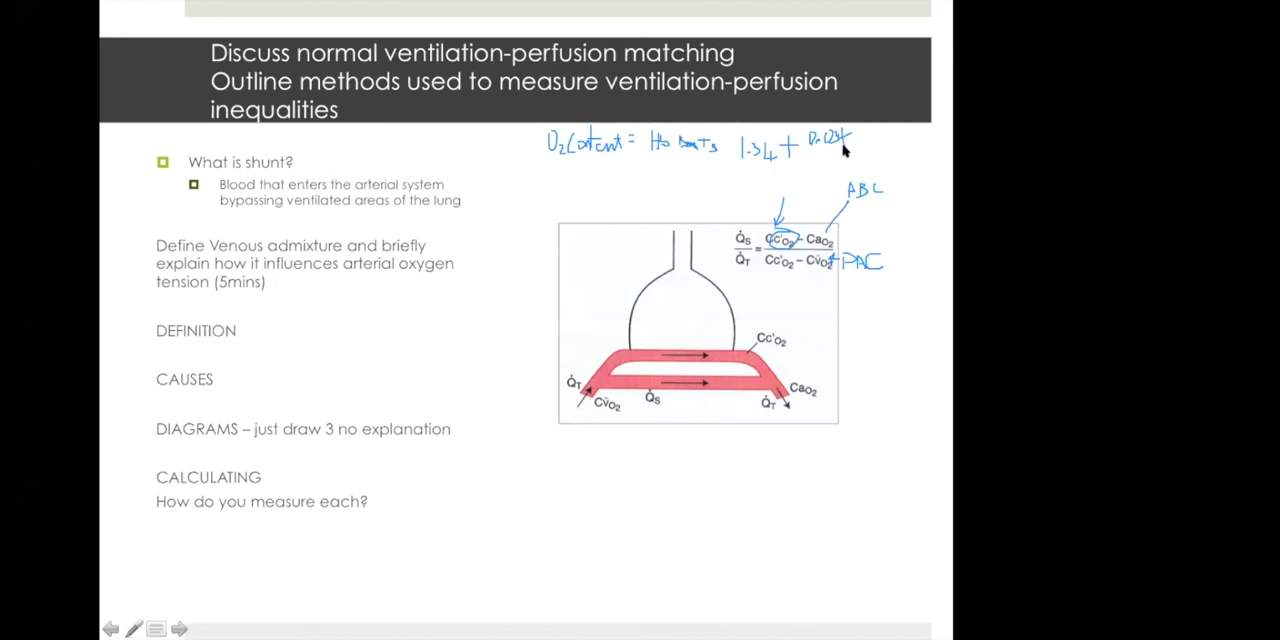 Discuss normal ventilation-perfusion matching
Outline methods used to measure ventilation-perfusion
inequalities
What is shunt?
Blood that enters the arterial system
bypassing ventilated areas of the lung
Define Venous admixture and briefly
explain how it influences arterial oxygen
tension (5mins)
DEFINITION
CAUSES
DIAGRAMS – just draw 3 no explanation
CALCULATING
How do you measure each?
O2 Content = Hb 1.34 +
ABC
Q̇S / Q̇T = Cc'O2 - CaO2 / Cc'O2 - Cv̄O2
PAC
Cc'O2
Q̇T
Cv̄O2
Q̇S
CaO2
Q̇T